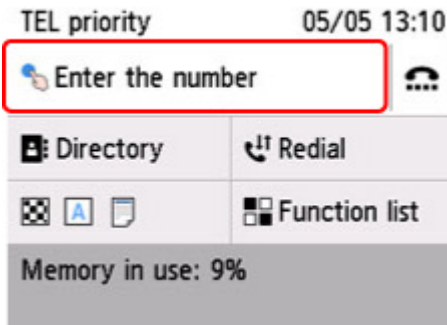 TEL priority 05/05 13:10
Enter the number
Directory Redial
A Function list
Memory in use: 9%